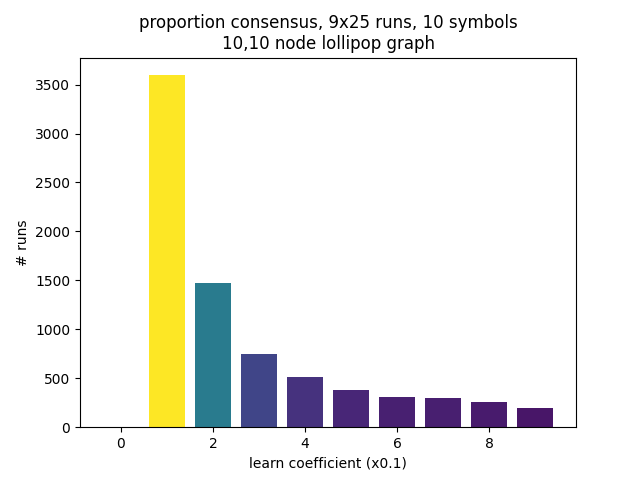 proportion consensus, 9x25 runs, 10 symbols
10,10 node lollipop graph
3500
3000
2500
2000
1500
1000
500
0
# runs
0 2 4 6 8
learn coefficient (x0.1)